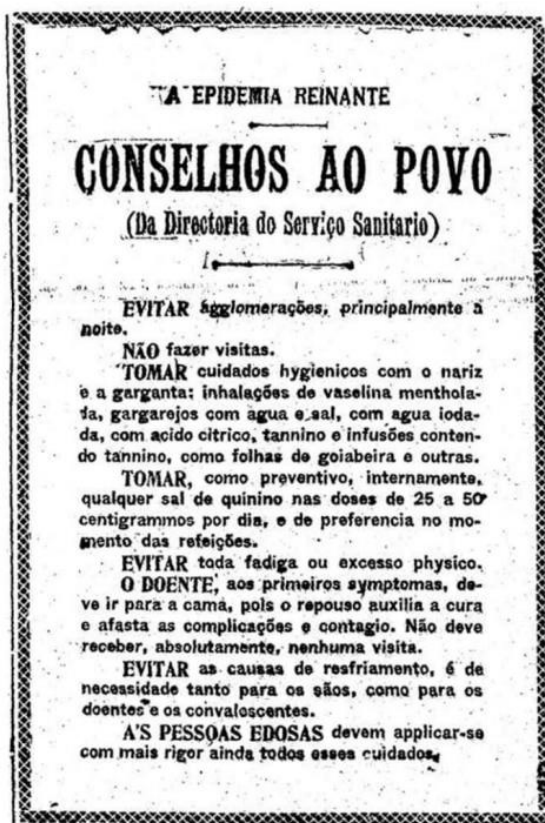 A EPIDEMIA REINANTE
CONSELHOS AO POVO
(Da Directoria do Serviço Sanitario)
EVITAR agglomerações, principalmente á
noite.
NÃO fazer visitas.
TOMAR cuidados hygienicos com o nariz
e a garganta: inhalações de vaselina menthola-
da, gargarejos com agua e sal, com agua ioda-
da, com acido citrico, tannino e infusões conten-
do tannino, como folhas de goiabeira e outras.
TOMAR, como preventivo, internamente,
qualquer sal de quinino nas doses de 25 a 50
centigrammos por dia, e de preferencia no mo-
mento das refeições.
EVITAR toda fadiga ou excesso physico.
O DOENTE, aos primeiros symptomas, de-
ve ir para a cama, pois o repouso auxilia a cura
e afasta as complicações e contagio. Não deve
receber, absolutamente, nenhuma visita.
EVITAR as causas de resfriamento, é de
necessidade tanto para os sãos, como para os
doentes e os convalescentes.
A'S PESSOAS EDOSAS devem applicar-se
com mais rigor ainda todos esses cuidados.